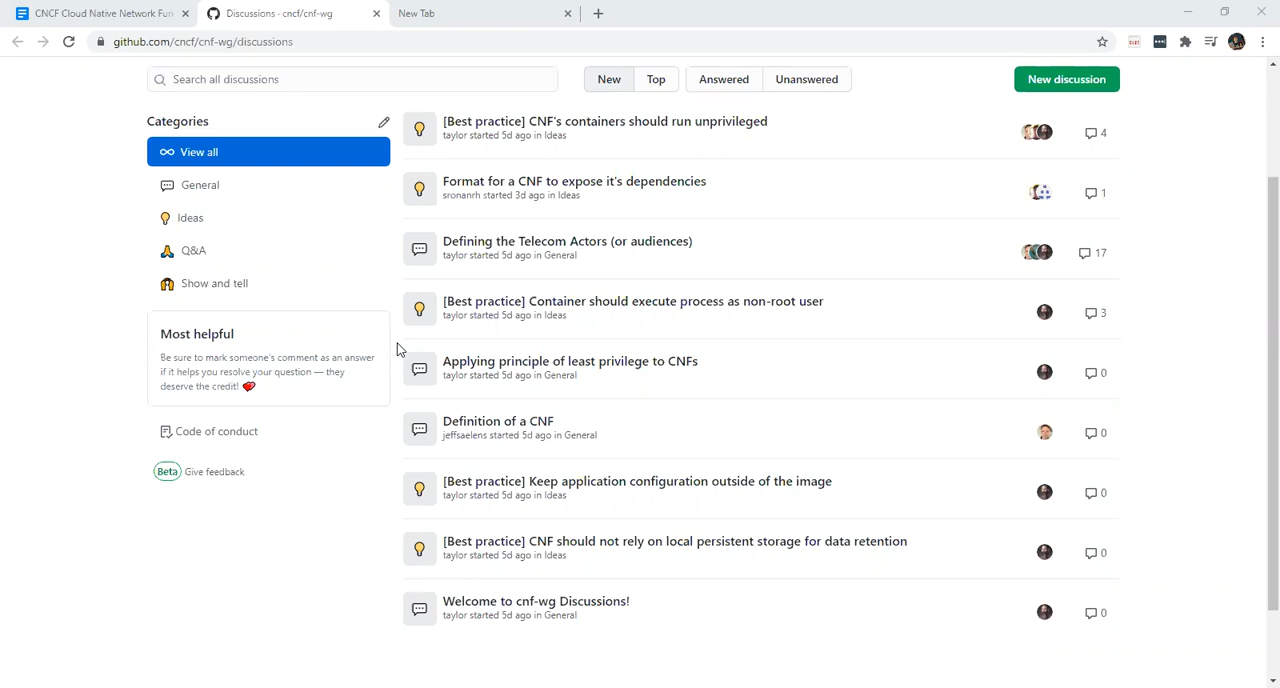 CNCF Cloud Native Network Fun
Discussions · cncf/cnf-wg
New Tab
github.com/cncf/cnf-wg/discussions
Search all discussions
New
Top
Answered
Unanswered
New discussion
Categories
View all
General
Ideas
Q&A
Show and tell
Most helpful
Be sure to mark someone's comment as an answer
if it helps you resolve your question — they
deserve the credit!
Code of conduct
Beta Give feedback
[Best practice] CNF's containers should run unprivileged
taylor started 5d ago in Ideas
4
Format for a CNF to expose it's dependencies
sronanrh started 3d ago in Ideas
1
Defining the Telecom Actors (or audiences)
taylor started 5d ago in General
17
[Best practice] Container should execute process as non-root user
taylor started 5d ago in Ideas
3
Applying principle of least privilege to CNFs
taylor started 5d ago in General
0
Definition of a CNF
jeffsaelens started 5d ago in General
0
[Best practice] Keep application configuration outside of the image
taylor started 5d ago in Ideas
0
[Best practice] CNF should not rely on local persistent storage for data retention
taylor started 5d ago in Ideas
0
Welcome to cnf-wg Discussions!
taylor started 5d ago in General
0